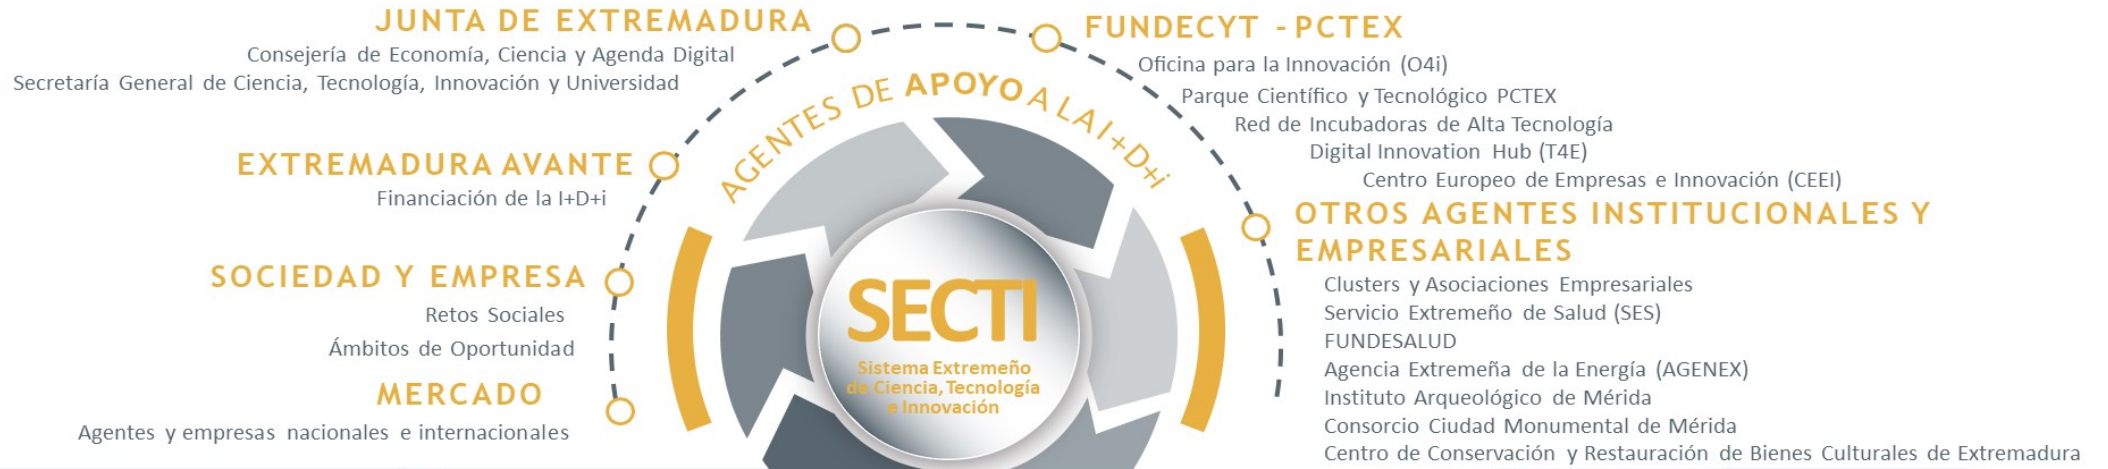 JUNTA DE EXTREMADURA
Consejería de Economía, Ciencia y Agenda Digital
Secretaría General de Ciencia, Tecnología, Innovación y Universidad
EXTREMADURA AVANTE
Financiación de la I+D+i
SOCIEDAD Y EMPRESA
Retos Sociales
Ámbitos de Oportunidad
MERCADO
Agentes y empresas nacionales e internacionales
AGENTES DE APOYO A LA I+D+i
SECTI
Sistema Extremeño
de Ciencia, Tecnología
e Innovación
FUNDECYT - PCTEX
Oficina para la Innovación (O4i)
Parque Científico y Tecnológico PCTEX
Red de Incubadoras de Alta Tecnología
Digital Innovation Hub (T4E)
Centro Europeo de Empresas e Innovación (CEEI)
OTROS AGENTES INSTITUCIONALES Y
EMPRESARIALES
Clusters y Asociaciones Empresariales
Servicio Extremeño de Salud (SES)
FUNDESALUD
Agencia Extremeña de la Energía (AGENEX)
Instituto Arqueológico de Mérida
Consorcio Ciudad Monumental de Mérida
Centro de Conservación y Restauración de Bienes Culturales de Extremadura